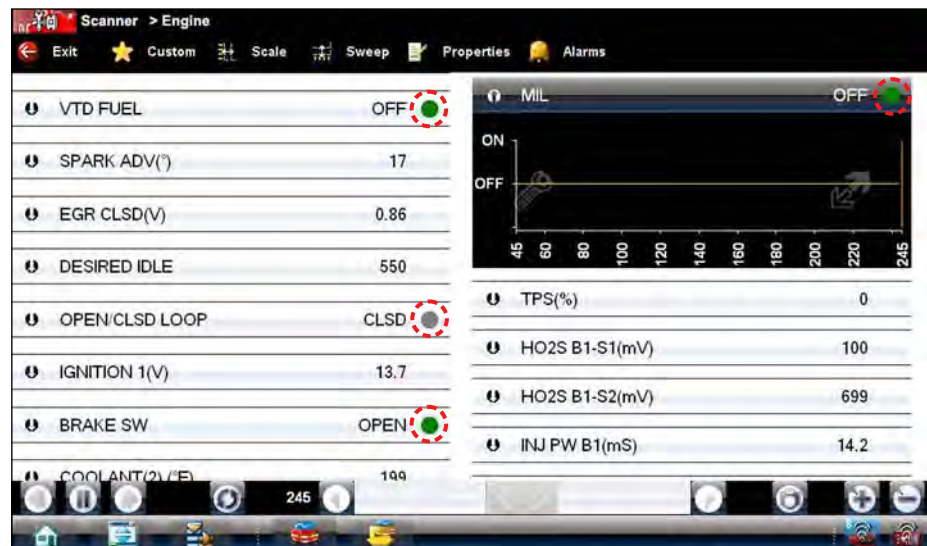 Scanner > Engine
Exit Custom Scale Sweep Properties Alarms
VTD FUEL OFF
SPARK ADV(°) 17
EGR CLSD(V) 0.86
DESIRED IDLE 550
OPEN/CLSD LOOP CLSD
IGNITION 1(V) 13.7
BRAKE SW OPEN
COOLANT(2) (°F) 199
MIL OFF
ON
OFF
45 60 80 100 120 140 160 180 200 220 245
TPS(%) 0
HO2S B1-S1(mV) 100
HO2S B1-S2(mV) 699
INJ PW B1(mS) 14.2
245